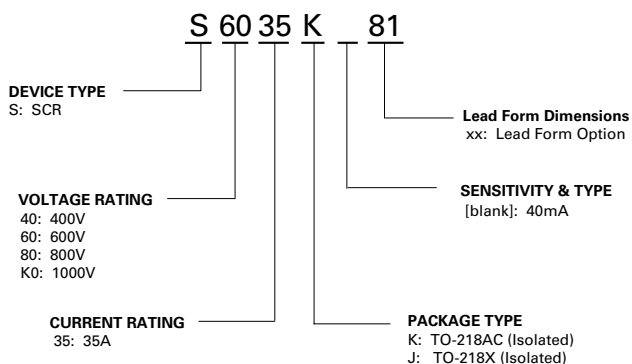 S 60 35 K _ 81
DEVICE TYPE
S: SCR
Lead Form Dimensions
xx: Lead Form Option
VOLTAGE RATING
40: 400V
60: 600V
80: 800V
K0: 1000V
SENSITIVITY & TYPE
[blank]: 40mA
CURRENT RATING
35: 35A
PACKAGE TYPE
K: TO-218AC (Isolated)
J: TO-218X (Isolated)